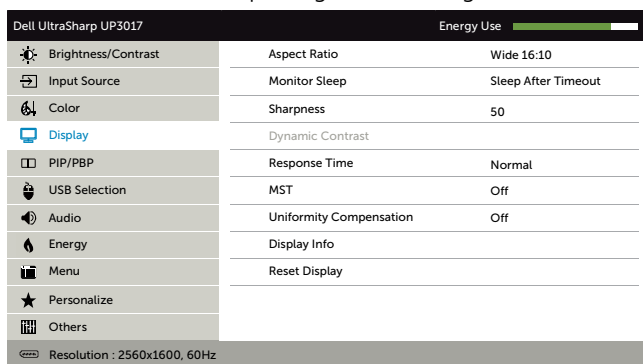 Dell UltraSharp UP3017 Energy Use
Brightness/Contrast Aspect Ratio Wide 16:10
Input Source Monitor Sleep Sleep After Timeout
Color Sharpness 50
Display Dynamic Contrast
PIP/PBP Response Time Normal
USB Selection MST Off
Audio Uniformity Compensation Off
Energy Display Info
Menu Reset Display
Personalize
Others
Resolution : 2560x1600, 60Hz